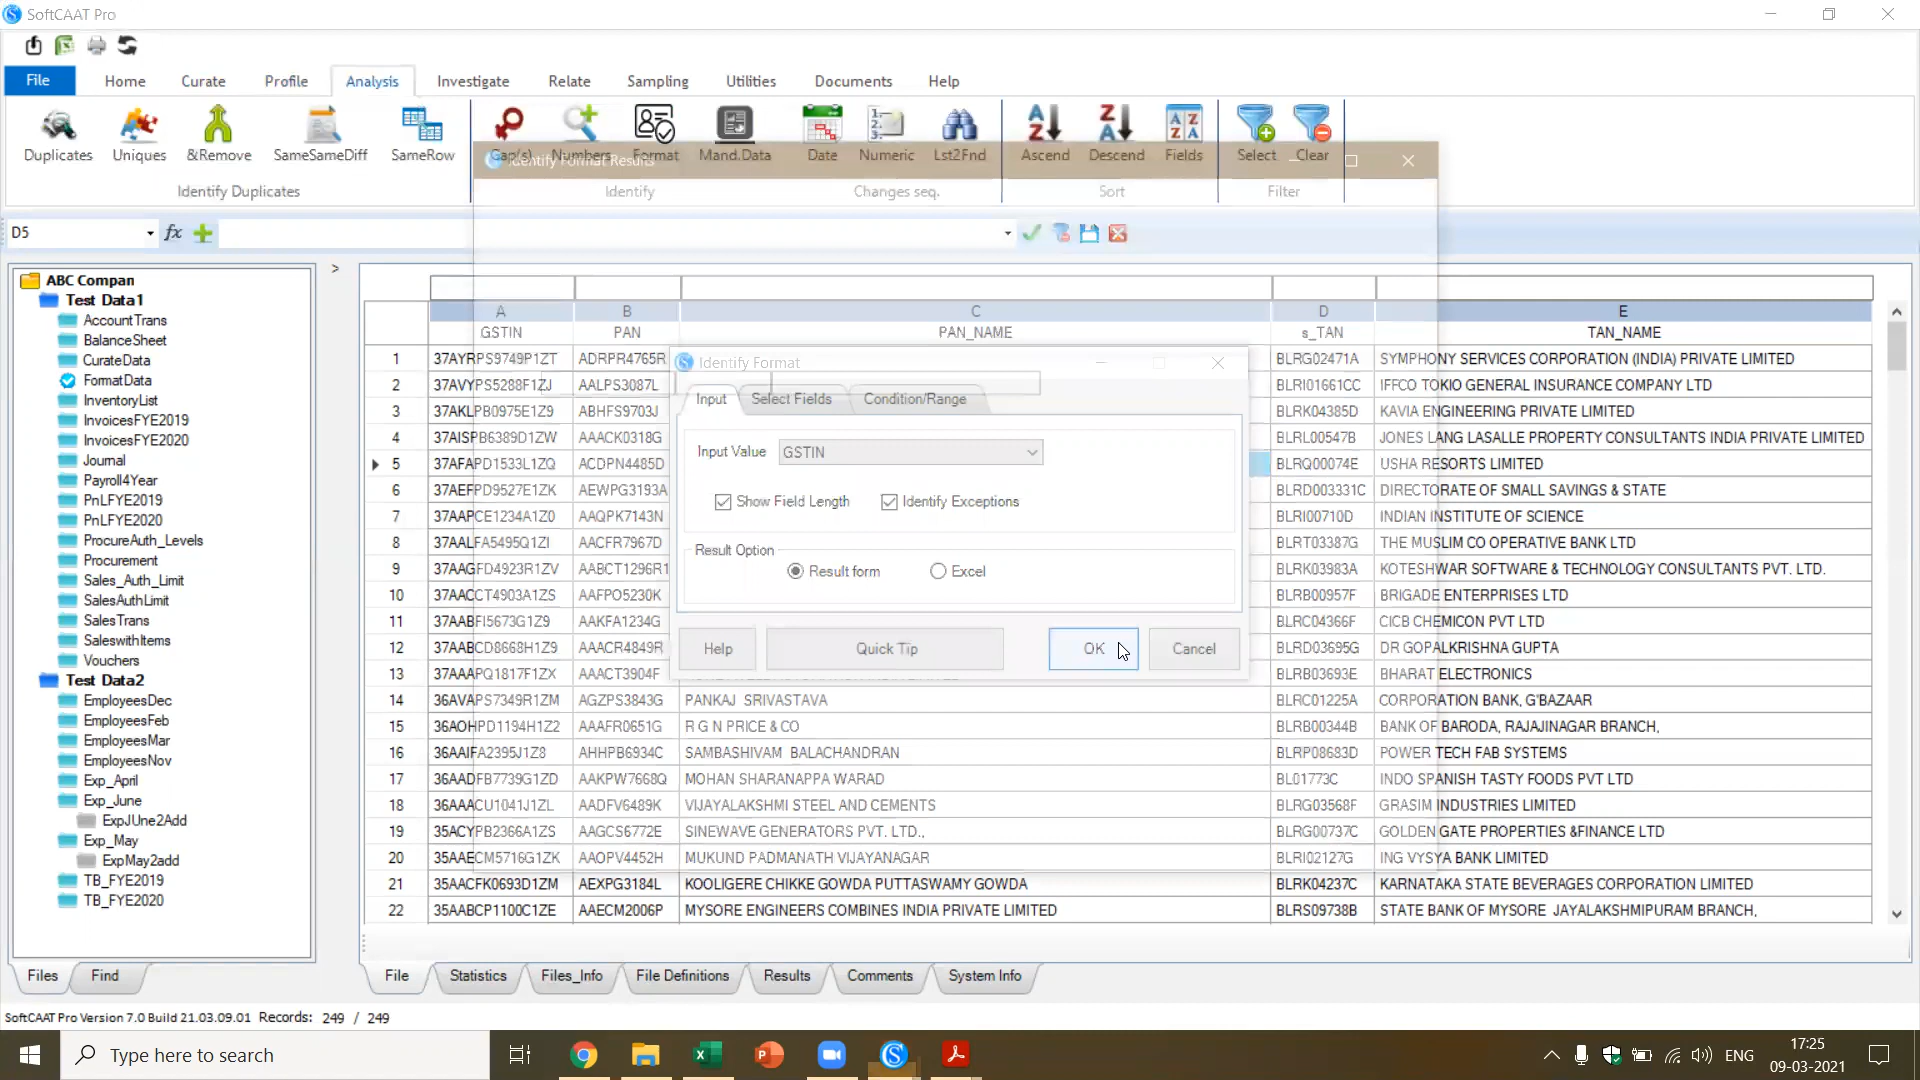 SoftCAAT Pro
File Home Curate Profile Analysis Investigate Relate Sampling Utilities Documents Help
Duplicates Uniques &Remove SameSameDiff SameRow Gap(s) Numbers Format Mand.Data Date Numeric Lst2Fnd Ascend Descend Fields Select Clear
Identify Format Results
Identify Duplicates Identify Changes seq. Sort Filter
D5 fx
ABC Compan
Test Data1
AccountTrans
BalanceSheet
CurateData
FormatData
InventoryList
InvoicesFYE2019
InvoicesFYE2020
Journal
Payroll4Year
PnLFYE2019
PnLFYE2020
ProcureAuth_Levels
Procurement
Sales_Auth_Limit
SalesAuthLimit
SalesTrans
SaleswithItems
Vouchers
Test Data2
EmployeesDec
EmployeesFeb
EmployeesMar
EmployeesNov
Exp_April
Exp_June
ExpJUne2Add
Exp_May
ExpMay2add
TB_FYE2019
TB_FYE2020
Files Find
A B C D E
GSTIN PAN PAN_NAME s_TAN TAN_NAME
1 37AYRPS9749P1ZT ADRPR4765R BLRG02471A SYMPHONY SERVICES CORPORATION (INDIA) PRIVATE LIMITED
2 37AVYPS5288F1ZJ AALPS3087L BLRI01661CC IFFCO TOKIO GENERAL INSURANCE COMPANY LTD
3 37AKLPB0975E1Z9 ABHFS9703J BLRK04385D KAVIA ENGINEERING PRIVATE LIMITED
4 37AISPB6389D1ZW AAACK0318G BLRL00547B JONES LANG LASALLE PROPERTY CONSULTANTS INDIA PRIVATE LIMITED
5 37AFAPD1533L1ZQ ACDPN4485D BLRQ00074E USHA RESORTS LIMITED
6 37AEFPD9527E1ZK AEWPG3193A BLRD003331C DIRECTORATE OF SMALL SAVINGS & STATE
7 37AAPCE1234A1Z0 AAQPK7143N BLRI00710D INDIAN INSTITUTE OF SCIENCE
8 37AALFA5495Q1ZI AACFR7967D BLRT03387G THE MUSLIM CO OPERATIVE BANK LTD
9 37AAGFD4923R1ZV AABCT1296R1 BLRK03983A KOTESHWAR SOFTWARE & TECHNOLOGY CONSULTANTS PVT. LTD.
10 37AACCT4903A1ZS AAFPO5230K BLRB00957F BRIGADE ENTERPRISES LTD
11 37AABFI5673G1Z9 AAKFA1234G BLRC04366F CICB CHEMICON PVT LTD
12 37AABCD8668H1Z9 AAACR4849R BLRD03695G DR GOPALKRISHNA GUPTA
13 37AAAPQ1817F1ZX AAACT3904F BLRB03693E BHARAT ELECTRONICS
14 36AVAPS7349R1ZM AGZPS3843G PANKAJ SRIVASTAVA BLRC01225A CORPORATION BANK, G'BAZAAR
15 36AOHPD1194H1Z2 AAAFR0651G R G N PRICE & CO BLRB00344B BANK OF BARODA, RAJAJINAGAR BRANCH,
16 36AAIFA2395J1Z8 AHHPB6934C SAMBASHIVAM BALACHANDRAN BLRP08683D POWER TECH FAB SYSTEMS
17 36AADFB7739G1ZD AAKPW7668Q MOHAN SHARANAPPA WARAD BL01773C INDO SPANISH TASTY FOODS PVT LTD
18 36AAACU1041J1ZL AADFV6489K VIJAYALAKSHMI STEEL AND CEMENTS BLRG03568F GRASIM INDUSTRIES LIMITED
19 35ACYPB2366A1ZS AAGCS6772E SINEWAVE GENERATORS PVT. LTD., BLRG00737C GOLDEN GATE PROPERTIES &FINANCE LTD
20 35AAECM5716G1ZK AAOPV4452H MUKUND PADMANATH VIJAYANAGAR BLRI02127G ING VYSYA BANK LIMITED
21 35AACFK0693D1ZM AEXPG3184L KOOLIGERE CHIKKE GOWDA PUTTASWAMY GOWDA BLRK04237C KARNATAKA STATE BEVERAGES CORPORATION LIMITED
22 35AABCP1100C1ZE AAECM2006P MYSORE ENGINEERS COMBINES INDIA PRIVATE LIMITED BLRS09738B STATE BANK OF MYSORE JAYALAKSHMIPURAM BRANCH,
Identify Format
Input Select Fields Condition/Range
Input Value GSTIN
Show Field Length Identify Exceptions
Result Option
Result form Excel
Help Quick Tip OK Cancel
File Statistics Files_Info File Definitions Results Comments System Info
SoftCAAT Pro Version 7.0 Build 21.03.09.01 Records: 249 / 249
Type here to search
ENG
17:25
09-03-2021